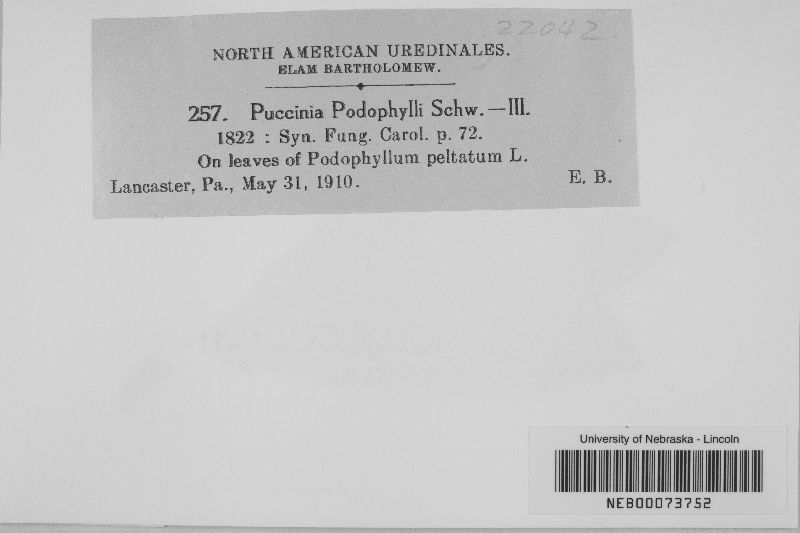 22042
NORTH AMERICAN UREDINALES.
ELAM BARTHOLOMEW.
257. Puccinia Podophylli Schw.—III.
1822 : Syn. Fung. Carol. p. 72.
On leaves of Podophyllum peltatum L.
Lancaster, Pa., May 31, 1910. E. B.
University of Nebraska - Lincoln
NEB00073752